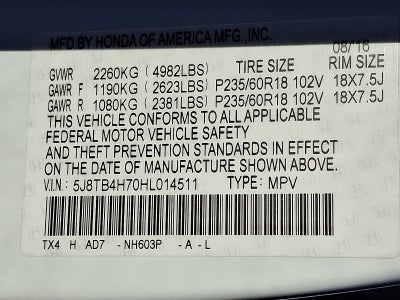 MFD BY HONDA OF AMERICA MFG., INC. 08/16
GVWR 2260KG (4982LBS) TIRE SIZE RIM SIZE
GAWR F 1190KG (2623LBS) P235/60R18 102V 18X7.5J
GAWR R 1080KG (2381LBS) P235/60R18 102V 18X7.5J
THIS VEHICLE CONFORMS TO ALL APPLICABLE
FEDERAL MOTOR VEHICLE SAFETY
AND THEFT PREVENTION STANDARDS IN EFFECT
ON THE DATE OF MANUFACTURE SHOWN ABOVE.
V.I.N.: 5J8TB4H70HL014511 TYPE: MPV
TX4 H AD7 - NH603P - A - L